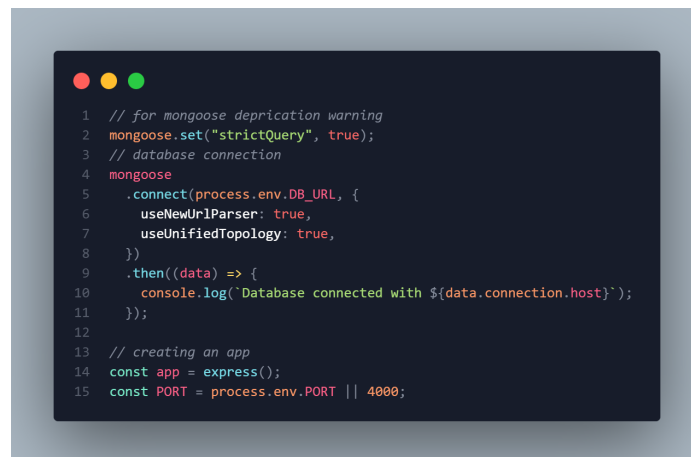 1 // for mongoose deprication warning
2 mongoose.set("strictQuery", true);
3 // database connection
4 mongoose
5   .connect(process.env.DB_URL, {
6     useNewUrlParser: true,
7     useUnifiedTopology: true,
8   })
9   .then((data) => {
10     console.log(`Database connected with ${data.connection.host}`);
11   });
12
13 // creating an app
14 const app = express();
15 const PORT = process.env.PORT || 4000;